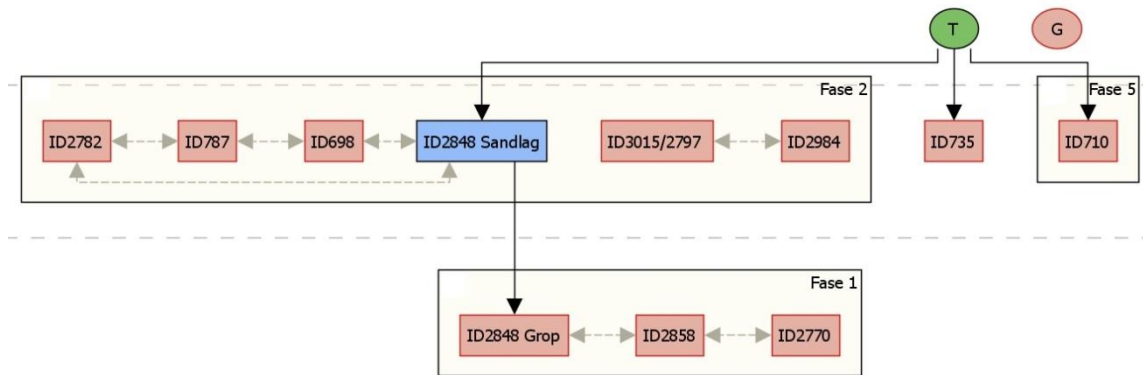 T
G
Fase 2
Fase 5
ID2782
ID787
ID698
ID2848 Sandlag
ID3015/2797
ID2984
ID735
ID710
Fase 1
ID2848 Grop
ID2858
ID2770